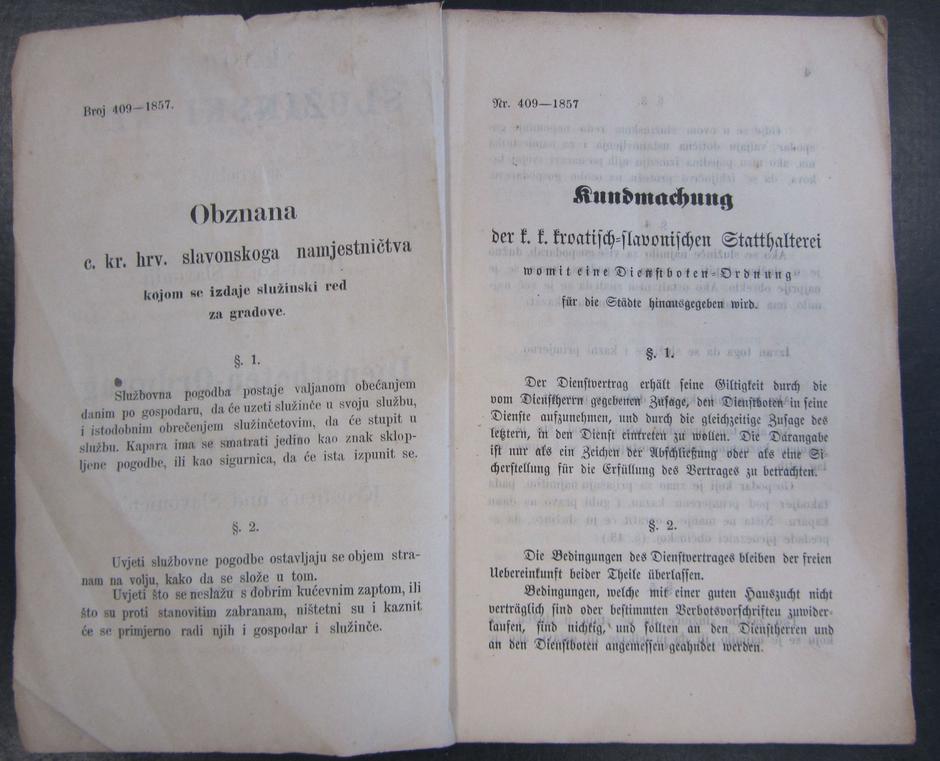 Broj 409—1857.
Obznana
c. kr. hrv. slavonskoga namjestničtva
kojom se izdaje služinski red
za gradove.
§. 1.
Službovna pogodba postaje valjanom obećanjem
danim po gospodaru, da će uzeti služinče u svoju službu,
i istodobnim obrečenjem služinčetovim, da će stupit u
službu. Kapara ima se smatrati jedino kao znak sklop-
ljene pogodbe, ili kao sigurnica, da će ista izpunit se.
§. 2.
Uvjeti službovne pogodbe ostavljaju se objem stra-
nam na volju, kako da se slože u tom.
Uvjeti što se neslažu s dobrim kućevnim zaptom, ili
što su proti stanovitim zabranam, ništetni su i kaznit
će se primjerno radi njih i gospodar i služinče.
Nr. 409—1857
Kundmachung
der k. k. kroatisch-slavonischen Statthalterei
womit eine Dienstboten-Ordnung
für die Städte hinausgegeben wird.
§. 1.
Der Dienstvertrag erhält seine Giltigkeit durch die
vom Dienstherrn gegebenen Zusage, den Dienstboten in seine
Dienste aufzunehmen, und durch die gleichzeitige Zusage des
letztern, in den Dienst eintreten zu wollen. Die Darangabe
ist nur als ein Zeichen der Abschließung oder als eine Si
cherstellung für die Erfüllung des Vertrages zu betrachten.
§. 2.
Die Bedingungen des Dienstvertrages bleiben der freien
Uebereinkunft beider Theile überlassen.
Bedingungen, welche mit einer guten Hauszucht nicht
verträglich sind oder bestimmten Verbotsvorschriften zuwider-
laufen, sind nichtig, und sollten an den Dienstherren und
an den Dienstboten angemessen geahndet werden.